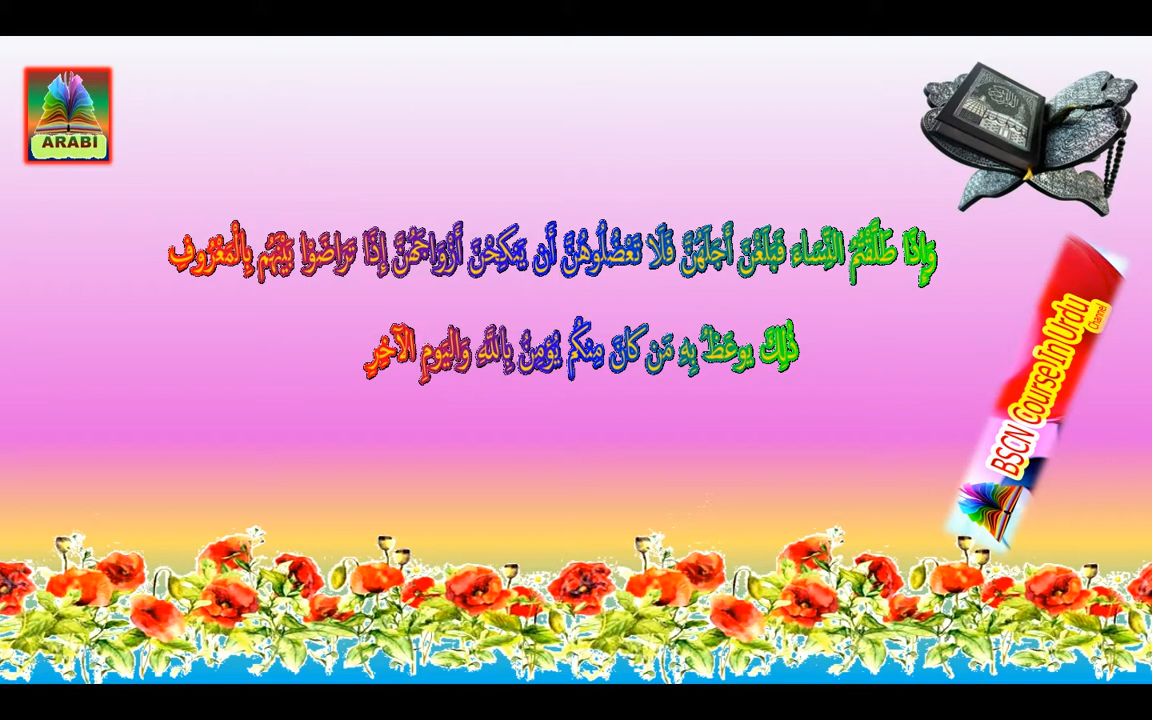 ARABI
وَإِذَا طَلَّقْتُمُ النِّسَاءَ فَبَلَغْنَ أَجَلَهُنَّ فَلَا تَعْضُلُوهُنَّ أَن يَنكِحْنَ أَزْوَاجَهُنَّ إِذَا تَرَاضَوْا بَيْنَهُم بِالْمَعْرُوفِ
ذَٰلِكَ يُوعَظُ بِهِ مَن كَانَ مِنكُمْ يُؤْمِنُ بِاللَّهِ وَالْيَوْمِ الْآخِرِ
BSCN Course In Urdu
Channel